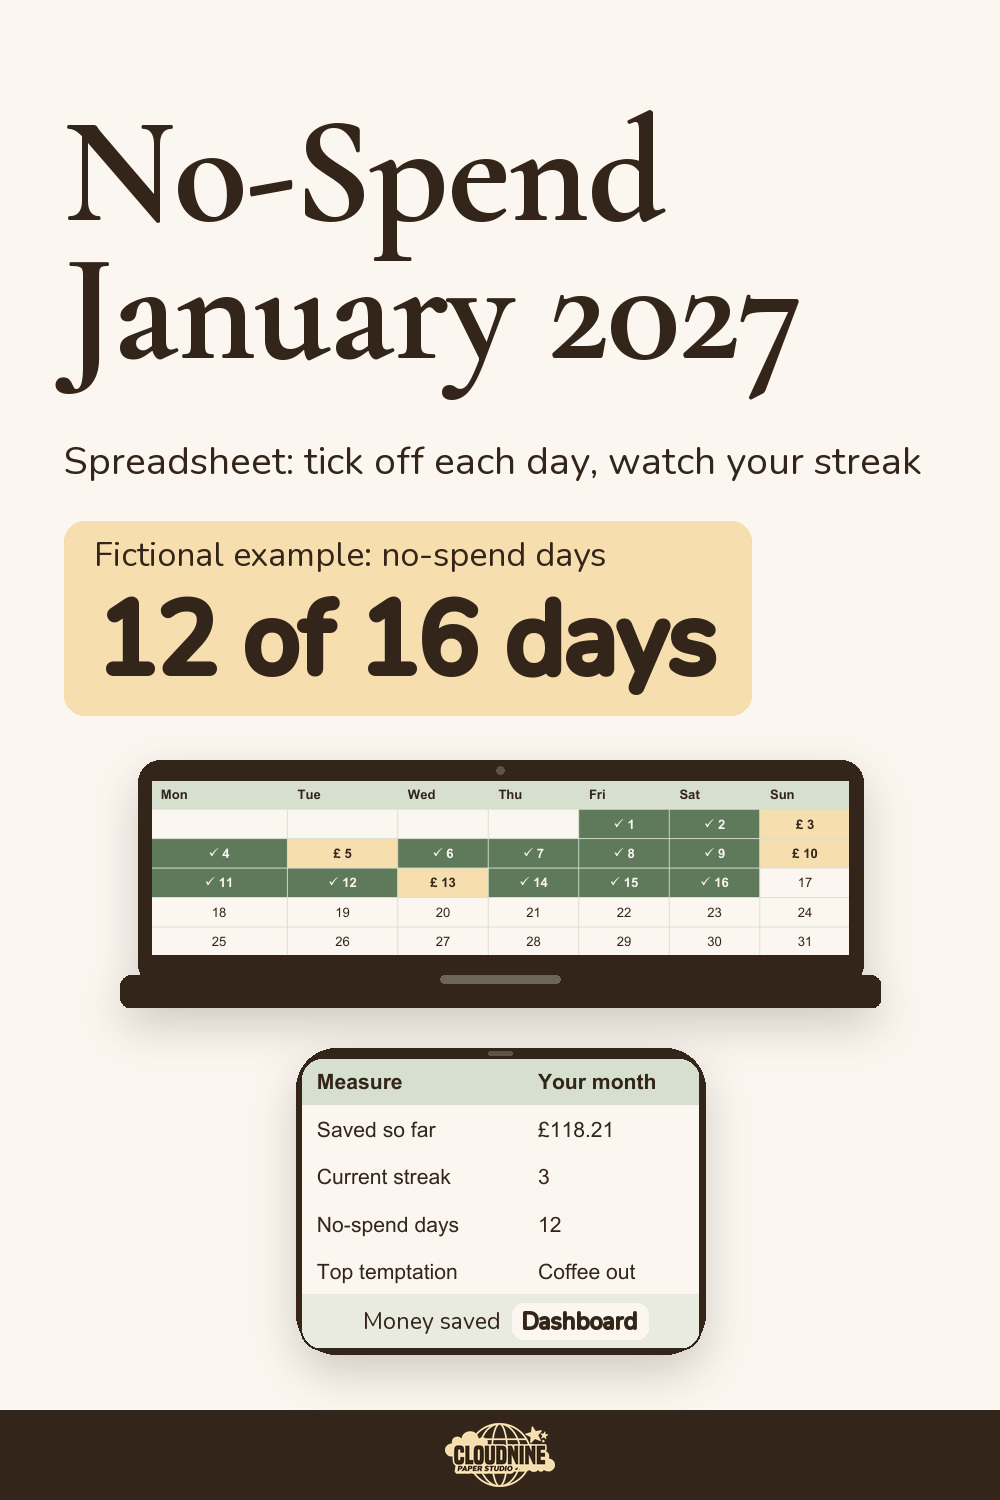 No-Spend
January 2027
Spreadsheet: tick off each day, watch your streak
Fictional example: no-spend days
12 of 16 days
Mon Tue Wed Thu Fri Sat Sun
✓ 1 ✓ 2 £ 3
✓ 4 £ 5 ✓ 6 ✓ 7 ✓ 8 ✓ 9 £ 10
✓ 11 ✓ 12 £ 13 ✓ 14 ✓ 15 ✓ 16 17
18 19 20 21 22 23 24
25 26 27 28 29 30 31
Measure Your month
Saved so far £118.21
Current streak 3
No-spend days 12
Top temptation Coffee out
Money saved Dashboard
CLOUDNINE
PAPER STUDIO